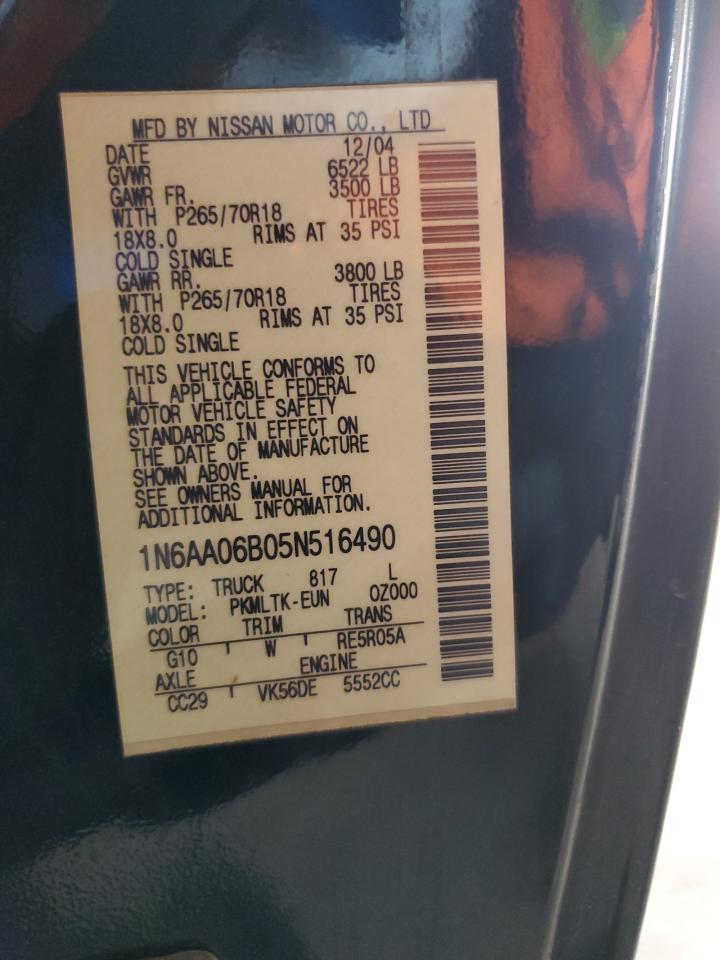 MFD BY NISSAN MOTOR CO., LTD
DATE 12/04
GVWR 6522 LB
GAWR FR. 3500 LB
WITH P265/70R18 TIRES
18X8.0 RIMS AT 35 PSI
COLD SINGLE
GAWR RR. 3800 LB
WITH P265/70R18 TIRES
18X8.0 RIMS AT 35 PSI
COLD SINGLE
THIS VEHICLE CONFORMS TO
ALL APPLICABLE FEDERAL
MOTOR VEHICLE SAFETY
STANDARDS IN EFFECT ON
THE DATE OF MANUFACTURE
SHOWN ABOVE.
SEE OWNERS MANUAL FOR
ADDITIONAL INFORMATION.
1N6AA06B05N516490
TYPE: TRUCK 817 L
MODEL: PKMLTK-EUN OZ000
COLOR TRIM TRANS
G10 W RE5R05A
AXLE ENGINE
CC29 VK56DE 5552CC